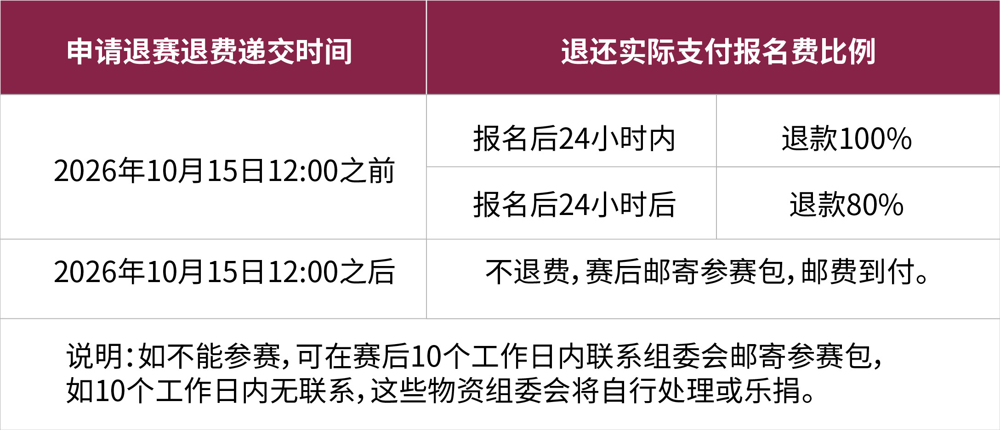 申请退赛退费递交时间
退还实际支付报名费比例
2026年10月15日12:00之前
报名后24小时内
退款100%
报名后24小时后
退款80%
2026年10月15日12:00之后
不退费，赛后邮寄参赛包，邮费到付。
说明：如不能参赛，可在赛后10个工作日内联系组委会邮寄参赛包，
如10个工作日内无联系，这些物资组委会将自行处理或乐捐。